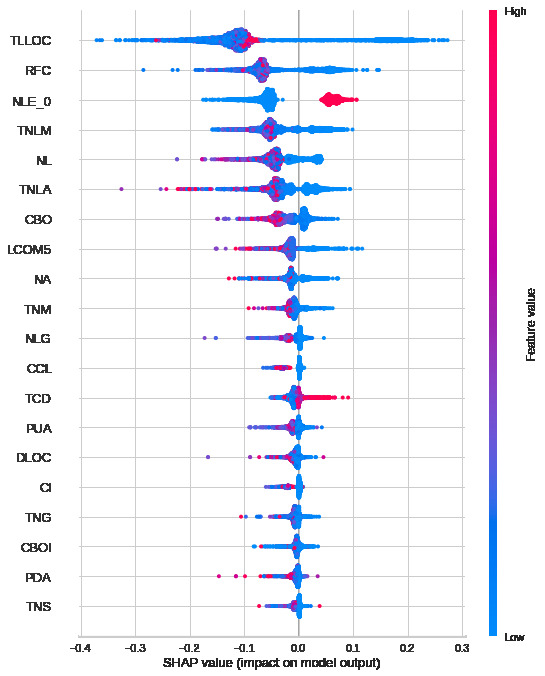 High
TLLOC
RFC
NLE_0
TNLM
NL
TNLA
CBO
LCOM5
NA
TNM
NLG
CCL
TCD
PUA
DLOC
CI
TNG
CBOI
PDA
TNS
Feature value
Low
−0.4 −0.3 −0.2 −0.1 0.0 0.1 0.2 0.3
SHAP value (impact on model output)